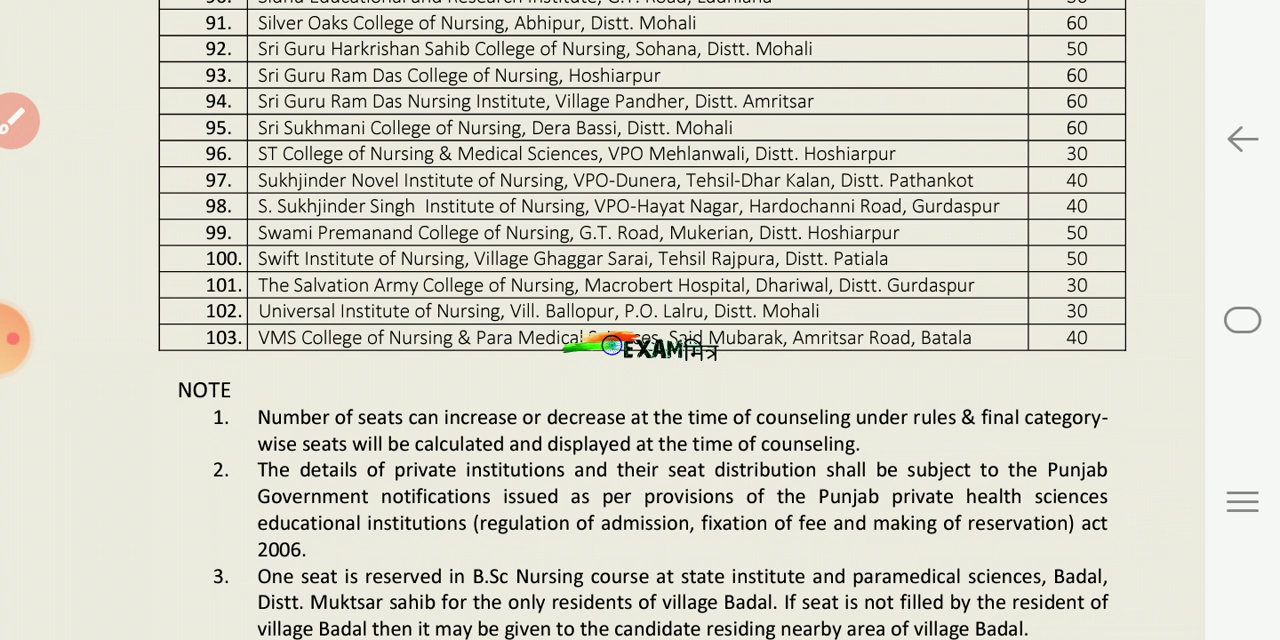 91. Silver Oaks College of Nursing, Abhipur, Distt. Mohali 60
92. Sri Guru Harkrishan Sahib College of Nursing, Sohana, Distt. Mohali 50
93. Sri Guru Ram Das College of Nursing, Hoshiarpur 60
94. Sri Guru Ram Das Nursing Institute, Village Pandher, Distt. Amritsar 60
95. Sri Sukhmani College of Nursing, Dera Bassi, Distt. Mohali 60
96. ST College of Nursing & Medical Sciences, VPO Mehlanwali, Distt. Hoshiarpur 30
97. Sukhjinder Novel Institute of Nursing, VPO-Dunera, Tehsil-Dhar Kalan, Distt. Pathankot 40
98. S. Sukhjinder Singh Institute of Nursing, VPO-Hayat Nagar, Hardochanni Road, Gurdaspur 40
99. Swami Premanand College of Nursing, G.T. Road, Mukerian, Distt. Hoshiarpur 50
100. Swift Institute of Nursing, Village Ghaggar Sarai, Tehsil Rajpura, Distt. Patiala 50
101. The Salvation Army College of Nursing, Macrobert Hospital, Dhariwal, Distt. Gurdaspur 30
102. Universal Institute of Nursing, Vill. Ballopur, P.O. Lalru, Distt. Mohali 30
103. VMS College of Nursing & Para Medical Said Mubarak, Amritsar Road, Batala 40
EXAMमित्र
NOTE
1. Number of seats can increase or decrease at the time of counseling under rules & final category-
wise seats will be calculated and displayed at the time of counseling.
2. The details of private institutions and their seat distribution shall be subject to the Punjab
Government notifications issued as per provisions of the Punjab private health sciences
educational institutions (regulation of admission, fixation of fee and making of reservation) act
2006.
3. One seat is reserved in B.Sc Nursing course at state institute and paramedical sciences, Badal,
Distt. Muktsar sahib for the only residents of village Badal. If seat is not filled by the resident of
village Badal then it may be given to the candidate residing nearby area of village Badal.